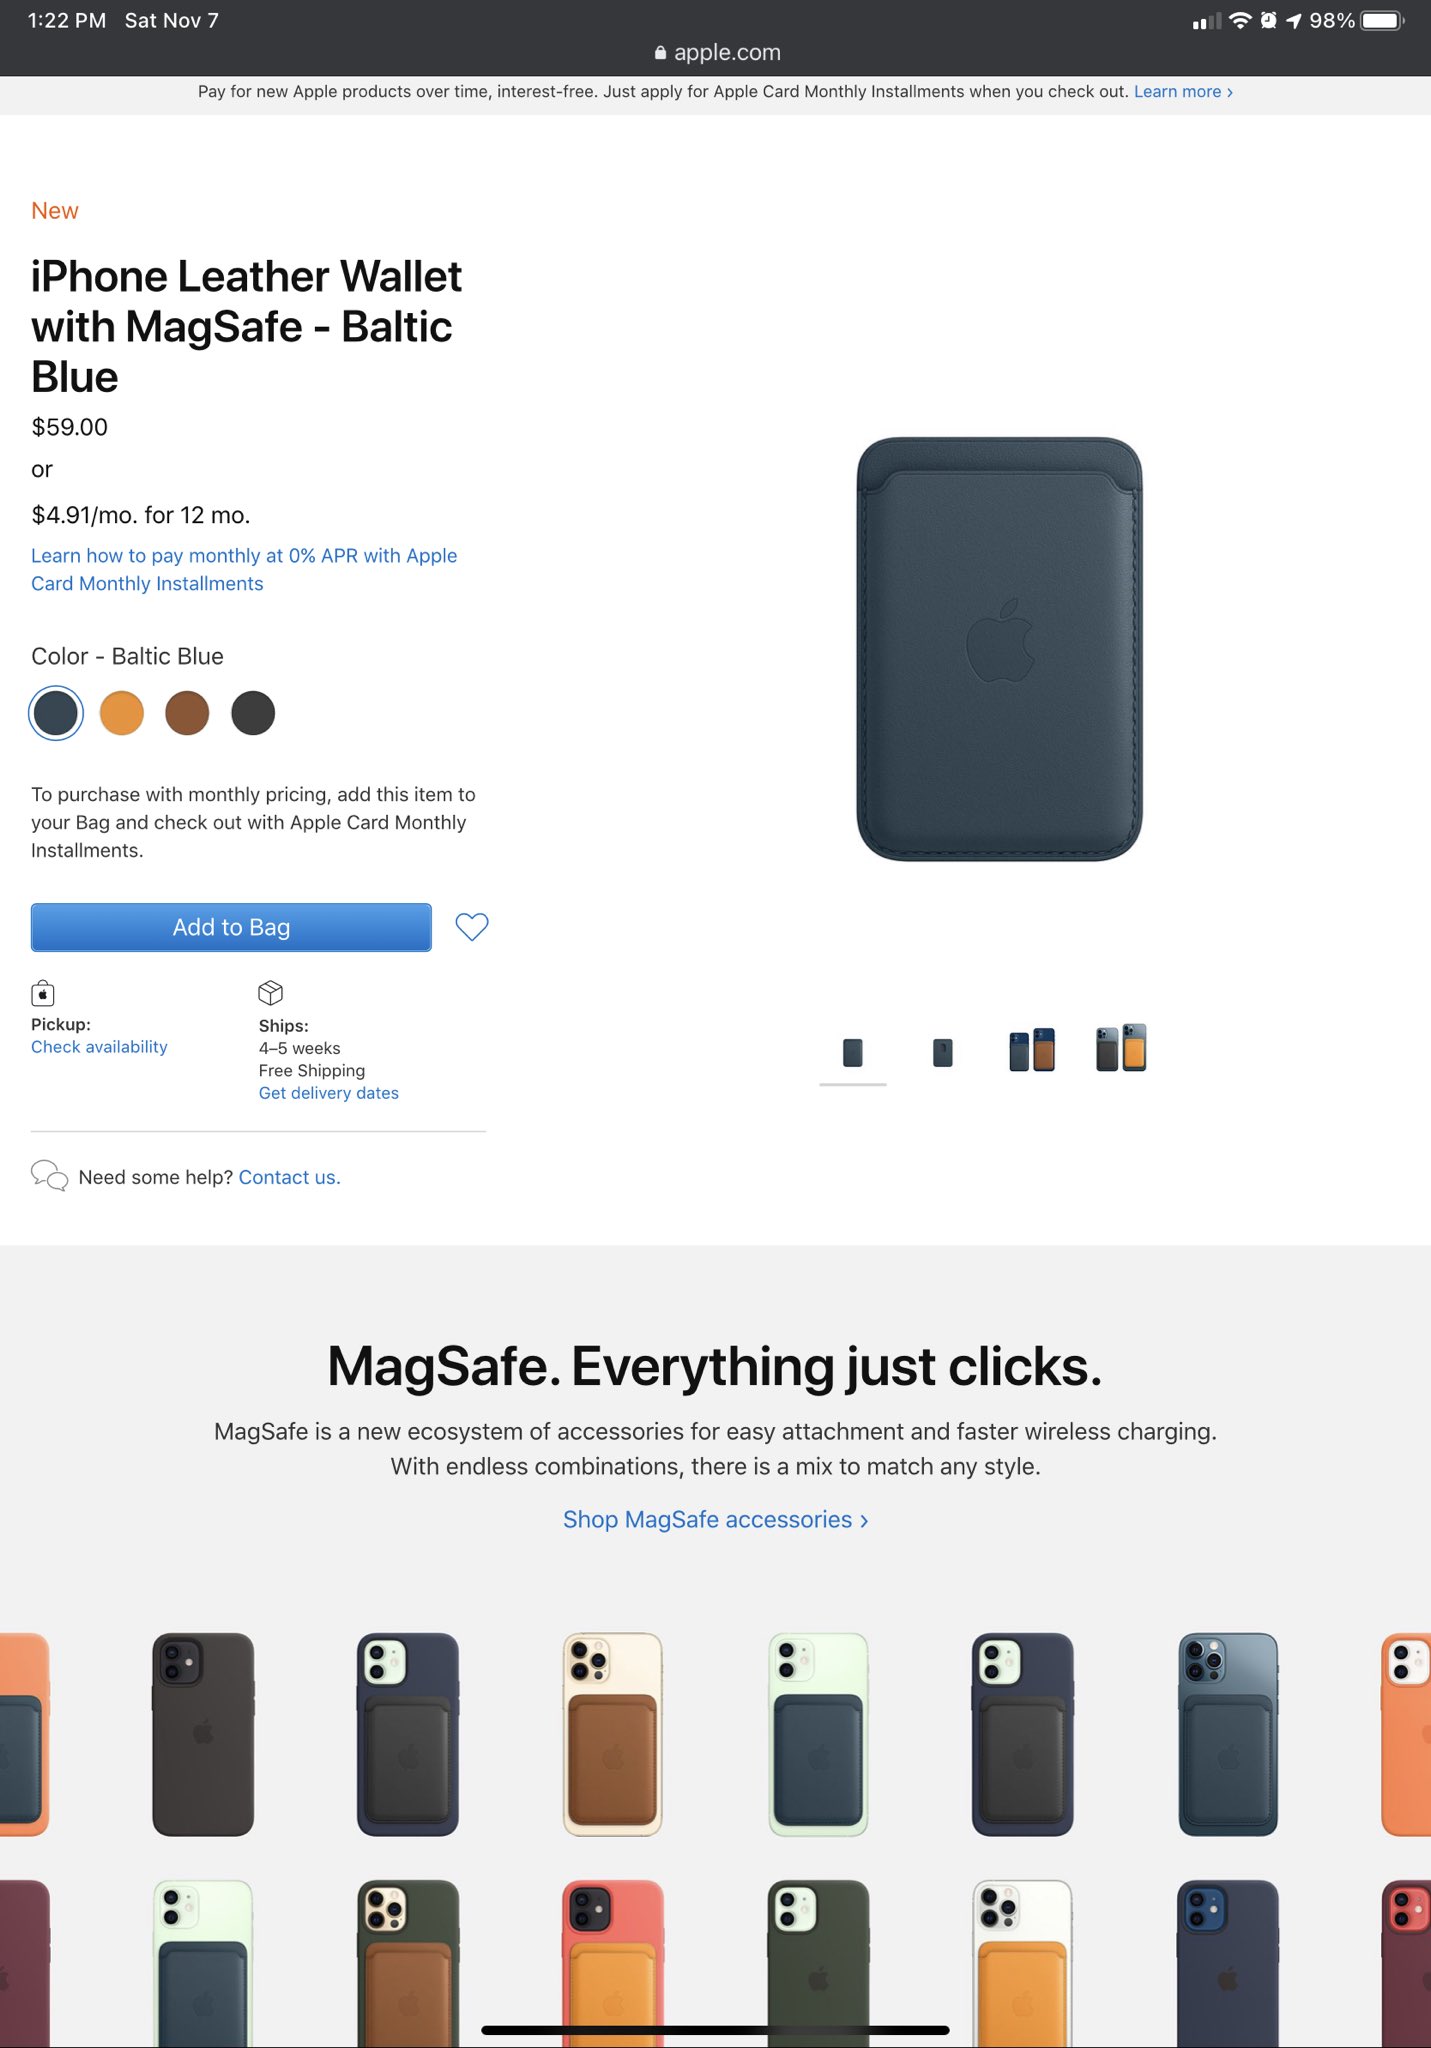 1:22 PM Sat Nov 7
98%
apple.com
Pay for new Apple products over time, interest-free. Just apply for Apple Card Monthly Installments when you check out. Learn more ›
New
iPhone Leather Wallet
with MagSafe - Baltic
Blue
$59.00
or
$4.91/mo. for 12 mo.
Learn how to pay monthly at 0% APR with Apple
Card Monthly Installments
Color - Baltic Blue
To purchase with monthly pricing, add this item to
your Bag and check out with Apple Card Monthly
Installments.
Add to Bag
Pickup:
Check availability
Ships:
4–5 weeks
Free Shipping
Get delivery dates
Need some help? Contact us.
MagSafe. Everything just clicks.
MagSafe is a new ecosystem of accessories for easy attachment and faster wireless charging.
With endless combinations, there is a mix to match any style.
Shop MagSafe accessories ›